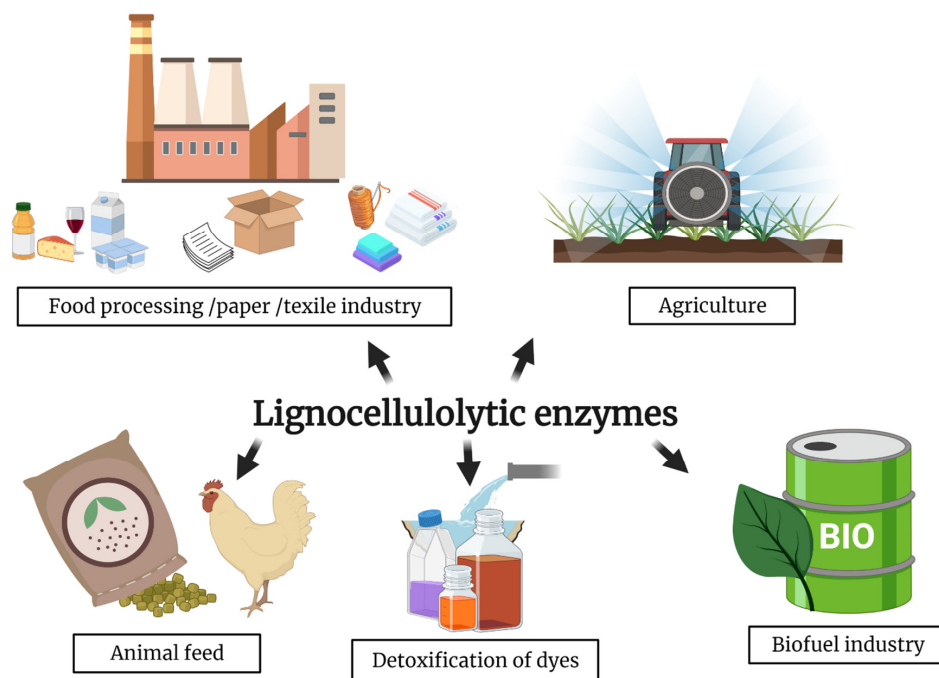 Food processing /paper /texile industry
Agriculture
Lignocellulolytic enzymes
BIO
Animal feed
Detoxification of dyes
Biofuel industry